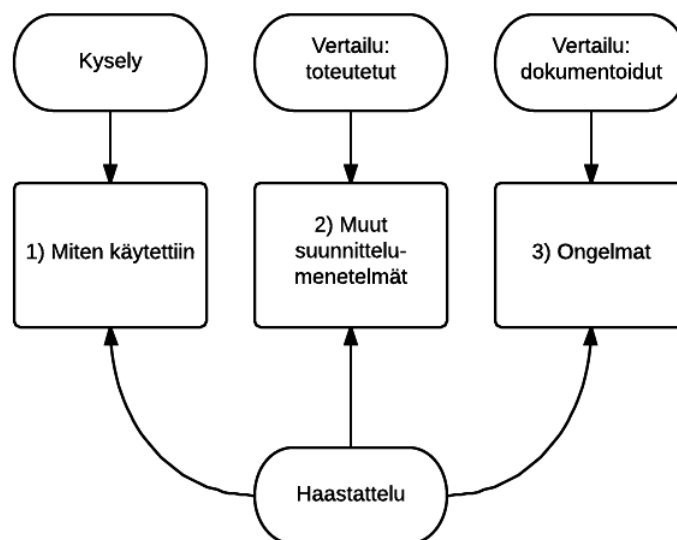 Kysely
Vertailu:
toteutetut
Vertailu:
dokumentoidut
1) Miten käytettiin
2) Muut
suunnittelu-
menetelmät
3) Ongelmat
Haastattelu